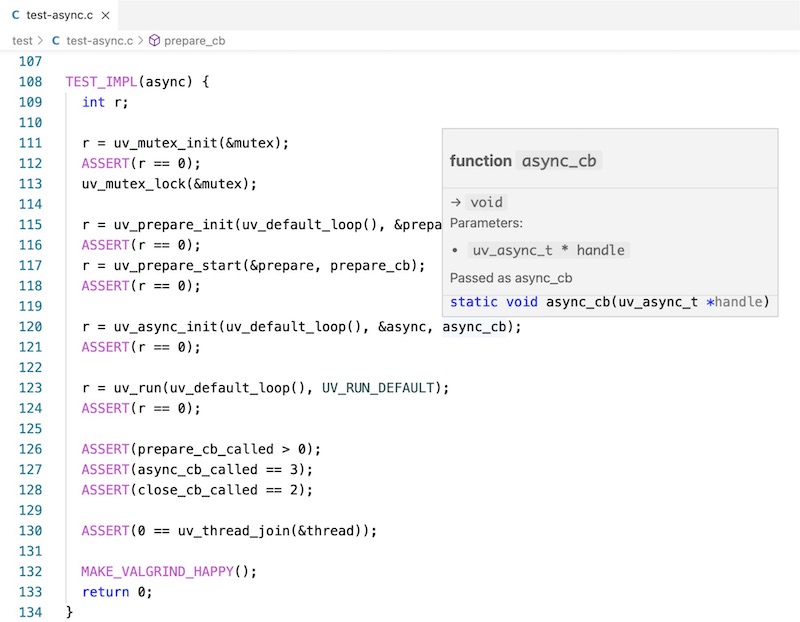 C test-async.c ×
test > C test-async.c > prepare_cb
107
108 TEST_IMPL(async) {
109 int r;
110
111 r = uv_mutex_init(&mutex);
112 ASSERT(r == 0);
113 uv_mutex_lock(&mutex);
114
115 r = uv_prepare_init(uv_default_loop(), &prepa
116 ASSERT(r == 0);
117 r = uv_prepare_start(&prepare, prepare_cb);
118 ASSERT(r == 0);
119
120 r = uv_async_init(uv_default_loop(), &async, async_cb);
121 ASSERT(r == 0);
122
123 r = uv_run(uv_default_loop(), UV_RUN_DEFAULT);
124 ASSERT(r == 0);
125
126 ASSERT(prepare_cb_called > 0);
127 ASSERT(async_cb_called == 3);
128 ASSERT(close_cb_called == 2);
129
130 ASSERT(0 == uv_thread_join(&thread));
131
132 MAKE_VALGRIND_HAPPY();
133 return 0;
134 }
function async_cb
→ void
Parameters:
• uv_async_t * handle
Passed as async_cb
static void async_cb(uv_async_t *handle)